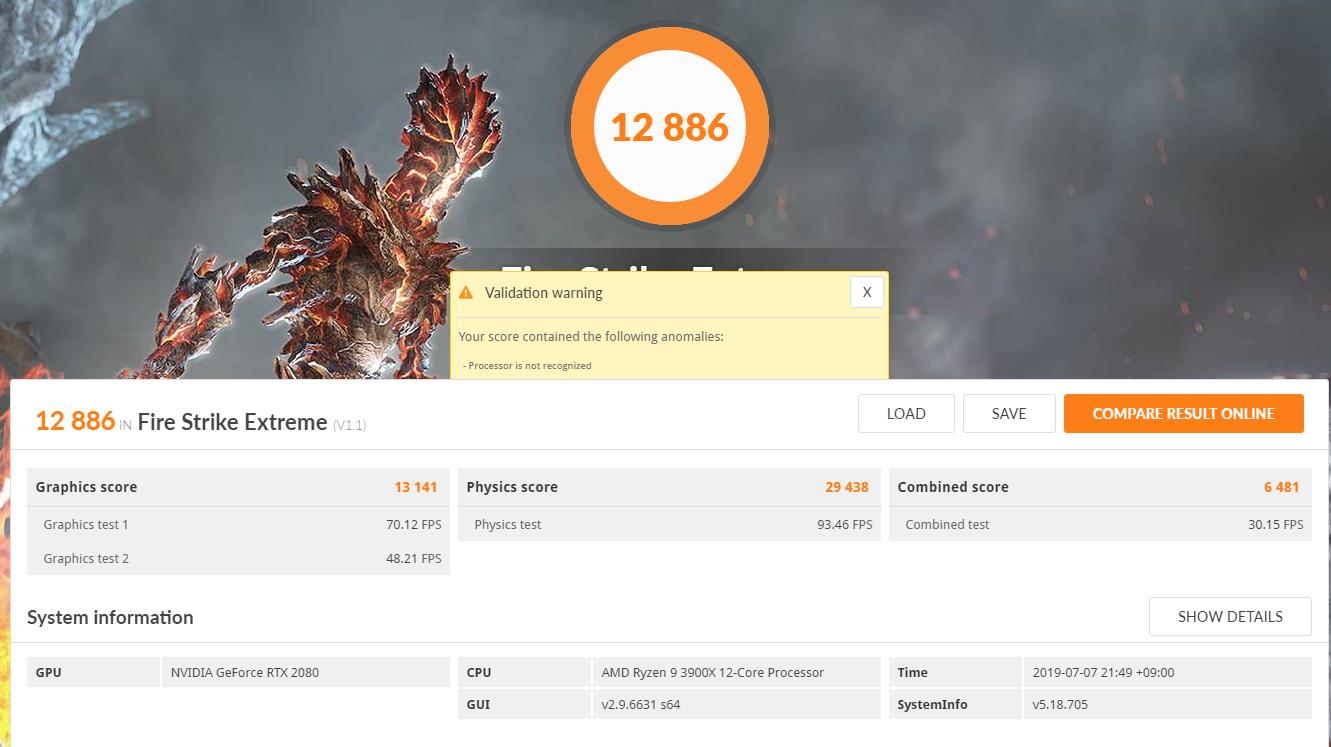 12 886
Validation warning
X
Your score contained the following anomalies:
- Processor is not recognized
12 886 IN Fire Strike Extreme (V1.1)
LOAD
SAVE
COMPARE RESULT ONLINE
Graphics score 13 141
Graphics test 1 70.12 FPS
Graphics test 2 48.21 FPS
Physics score 29 438
Physics test 93.46 FPS
Combined score 6 481
Combined test 30.15 FPS
System information
SHOW DETAILS
GPU NVIDIA GeForce RTX 2080
CPU AMD Ryzen 9 3900X 12-Core Processor
GUI v2.9.6631 s64
Time 2019-07-07 21:49 +09:00
SystemInfo v5.18.705